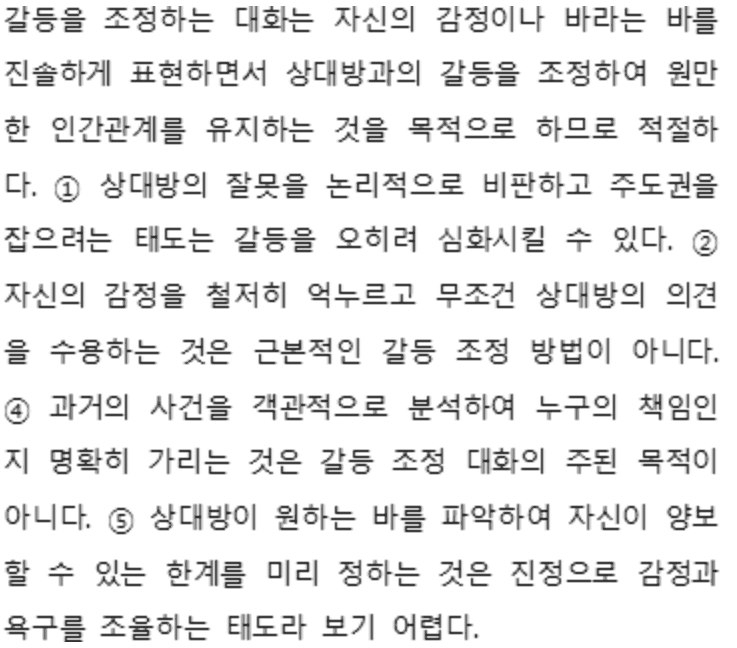 갈등을 조정하는 대화는 자신의 감정이나 바라는 바를
진솔하게 표현하면서 상대방과의 갈등을 조정하여 원만
한 인간관계를 유지하는 것을 목적으로 하므로 적절하
다. ① 상대방의 잘못을 논리적으로 비판하고 주도권을
잡으려는 태도는 갈등을 오히려 심화시킬 수 있다. ②
자신의 감정을 철저히 억누르고 무조건 상대방의 의견
을 수용하는 것은 근본적인 갈등 조정 방법이 아니다.
④ 과거의 사건을 객관적으로 분석하여 누구의 책임인
지 명확히 가리는 것은 갈등 조정 대화의 주된 목적이
아니다. ⑤ 상대방이 원하는 바를 파악하여 자신이 양보
할 수 있는 한계를 미리 정하는 것은 진정으로 감정과
욕구를 조율하는 태도라 보기 어렵다.